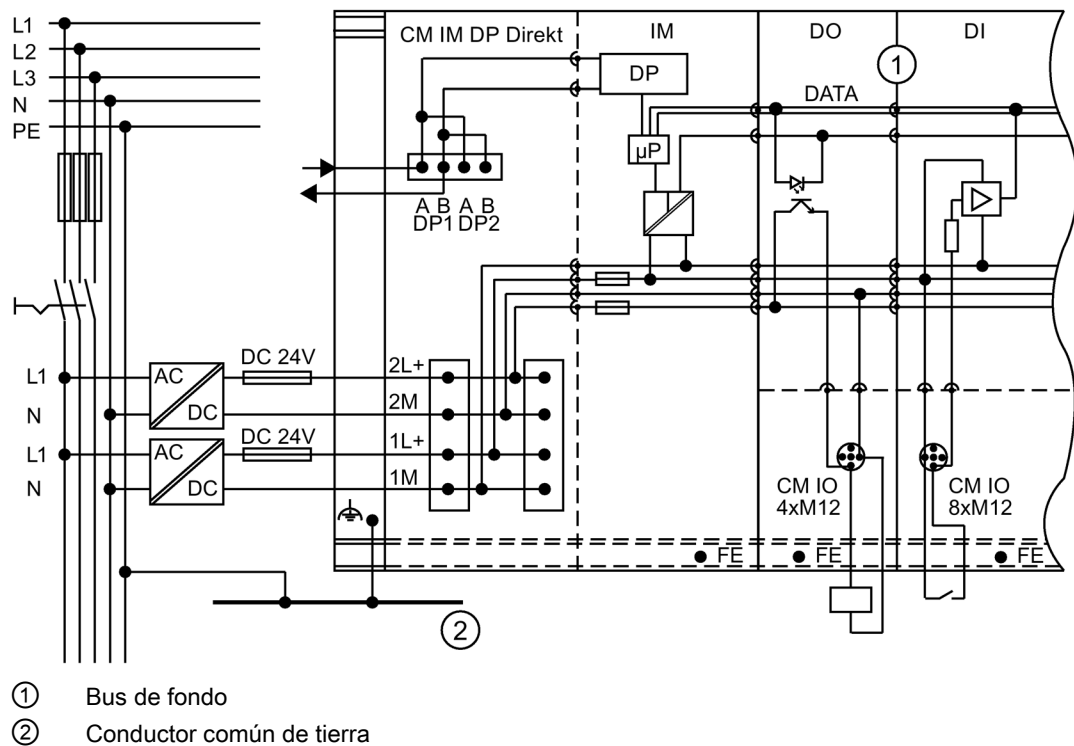 L1
L2
L3
N
PE
CM IM DP Direkt
IM
DO
DI
DP
1
DATA
µP
A B A B
DP1 DP2
L1
AC
DC
DC 24V
2L+
N
2M
L1
AC
DC
DC 24V
1L+
N
1M
CM IO
4xM12
CM IO
8xM12
FE
FE
FE
2
1 Bus de fondo
2 Conductor común de tierra